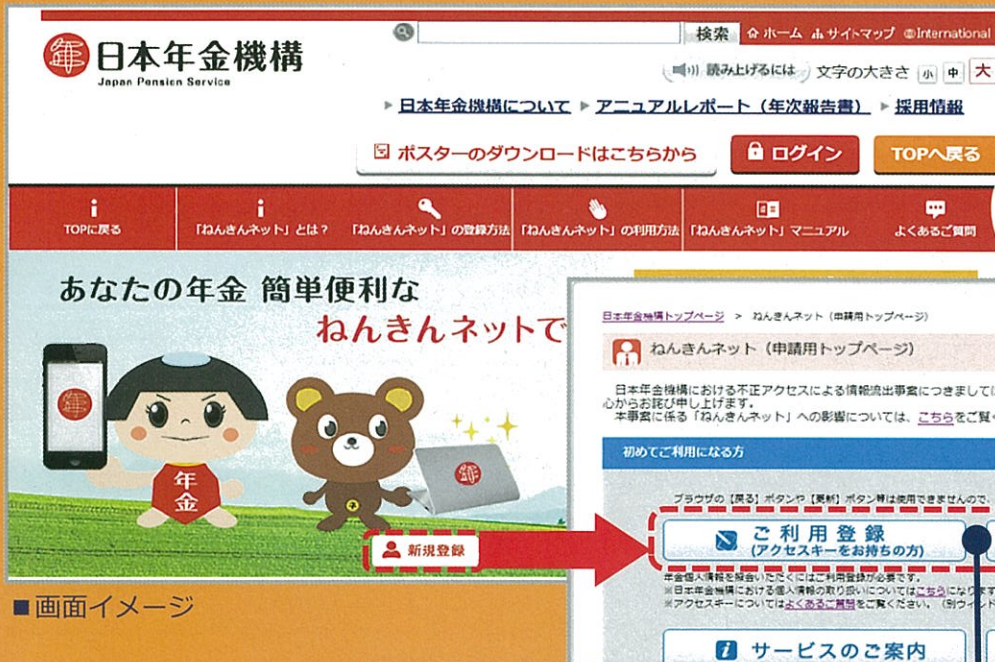 日本年金機構
Japan Pension Service
検索
ホーム
サイトマップ
International
読み上げるには
文字の大きさ 小 中 大
日本年金機構について
アニュアルレポート（年次報告書）
採用情報
ポスターのダウンロードはこちらから
ログイン
TOPへ戻る
TOPに戻る
「ねんきんネット」とは？
「ねんきんネット」の登録方法
「ねんきんネット」の利用方法
「ねんきんネット」マニュアル
よくあるご質問
あなたの年金 簡単便利な
ねんきんネットで
年金
新規登録
■画面イメージ
日本年金機構トップページ > ねんきんネット（申請用トップページ）
ねんきんネット（申請用トップページ）
日本年金機構における不正アクセスによる情報流出事案につきまして
心からお詫び申し上げます。
本事案に係る「ねんきんネット」への影響については、こちらをご覧
初めてご利用になる方
ブラウザの【戻る】ボタンや【更新】ボタン等は使用できませんので、
ご利用登録
(アクセスキーをお持ちの方)
年金個人情報を照会いただくにはご利用登録が必要です。
※日本年金機構における個人情報の取り扱いについてはこちらになります
※アクセスキーについてはよくあるご質問をご覧ください。（別ウィンド
サービスのご案内